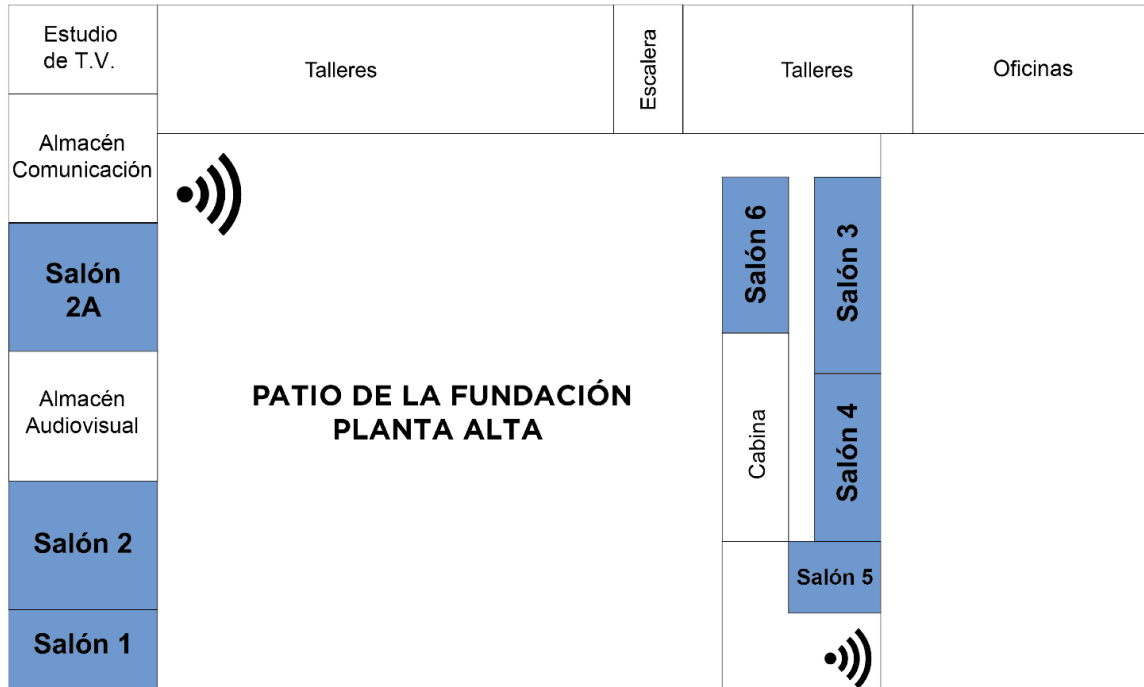 Estudio
de T.V.
Talleres
Escalera
Talleres
Oficinas
Almacén
Comunicación
Salón
2A
Salón 6
Salón 3
Almacén
Audiovisual
PATIO DE LA FUNDACIÓN
PLANTA ALTA
Cabina
Salón 4
Salón 2
Salón 5
Salón 1